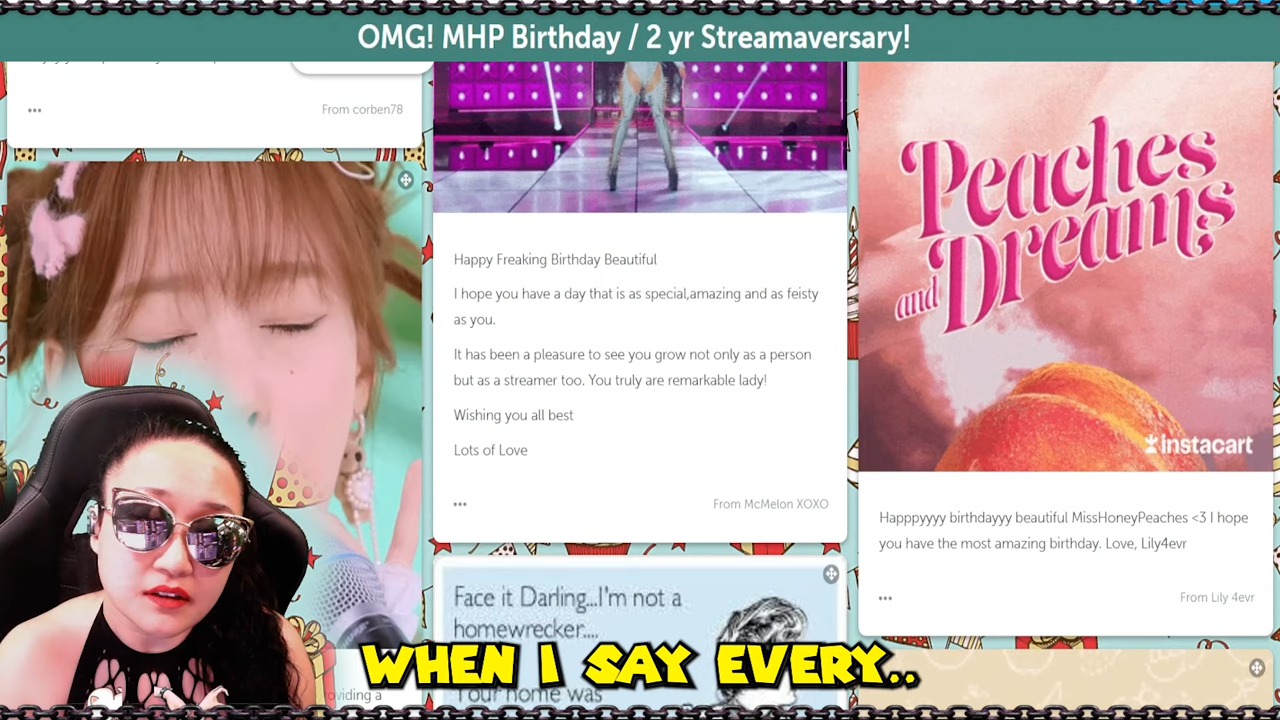 OMG! MHP Birthday / 2 yr Streamaversary!
From corben78
Happy Freaking Birthday Beautiful
I hope you have a day that is as special,amazing and as feisty
as you.
It has been a pleasure to see you grow not only as a person
but as a streamer too. You truly are remarkable lady!
Wishing you all best
Lots of Love
From McMelon XOXO
Face it Darling...I'm not a
homewrecker....
Your home was
Peaches
and Dreams
instacart
Happpyyyy birthdayyy beautiful MissHoneyPeaches <3 I hope
you have the most amazing birthday. Love, Lily4evr
From Lily 4evr
oviding a
WHEN I SAY EVERY..